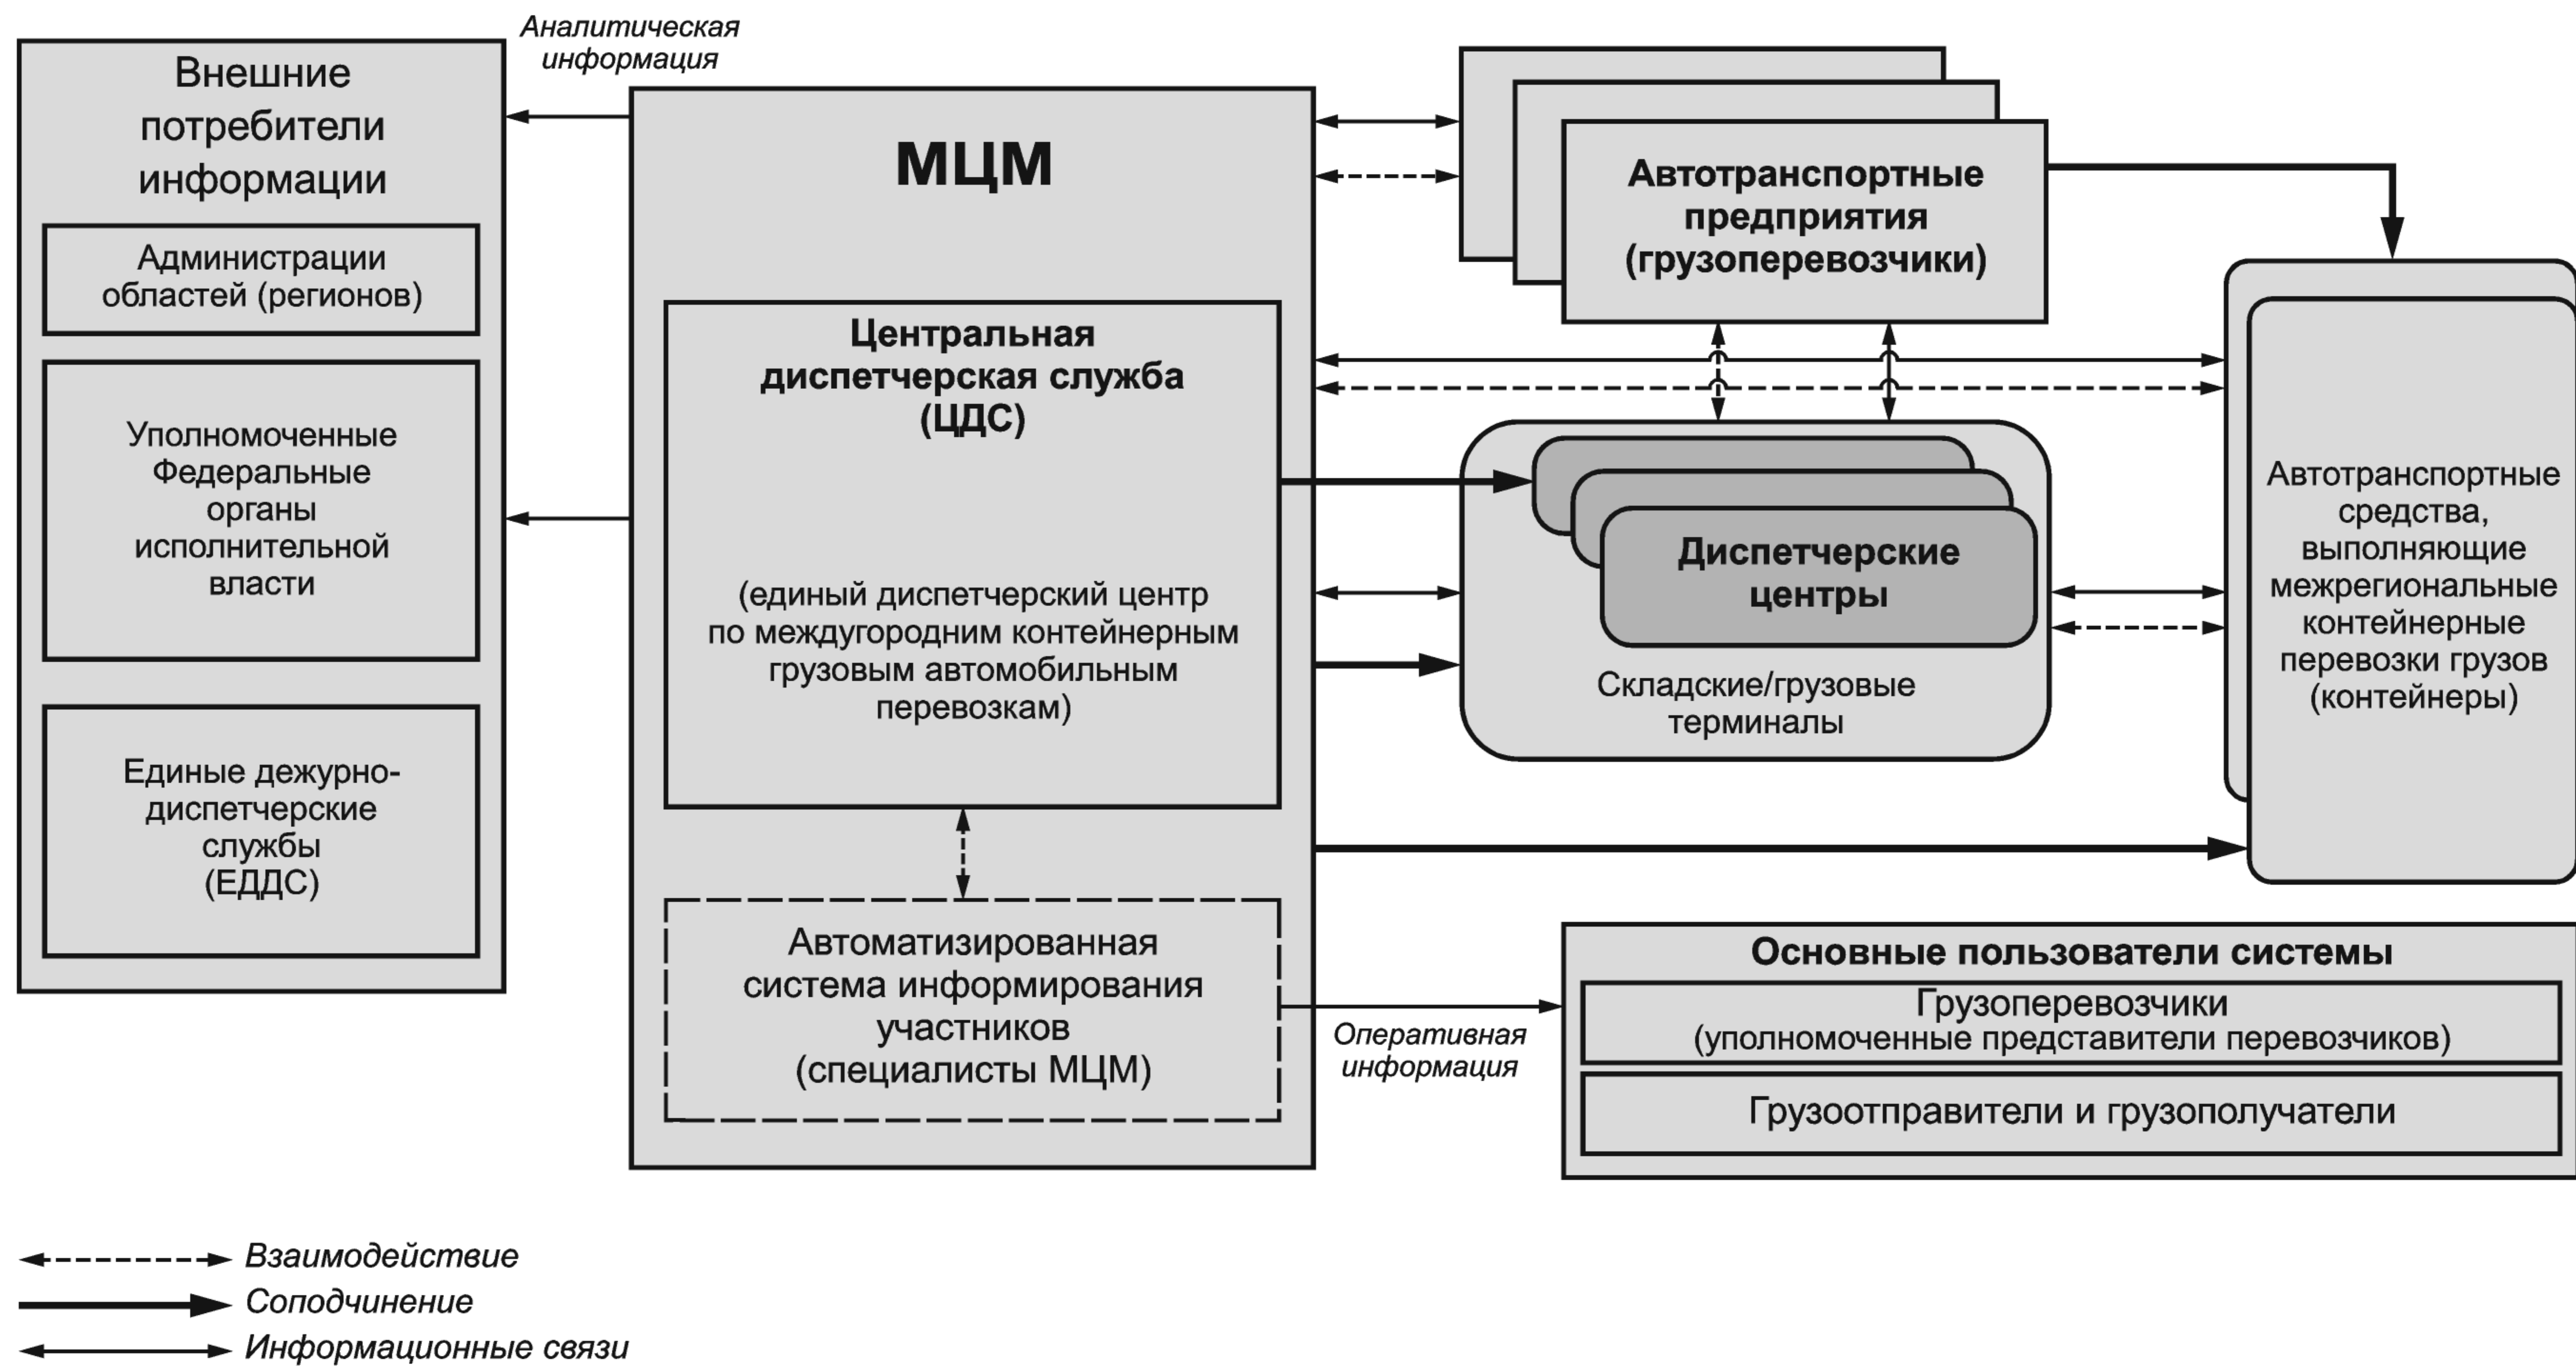 Аналитическая
информация
Внешние
потребители
информации
Администрации
областей (регионов)
Уполномоченные
Федеральные
органы
исполнительной
власти
Единые дежурно-
диспетчерские
службы
(ЕДДС)
МЦМ
Центральная
диспетчерская служба
(ЦДС)
(единый диспетчерский центр
по междугородним контейнерным
грузовым автомобильным
перевозкам)
Автоматизированная
система информирования
участников
(специалисты МЦМ)
Автотранспортные
предприятия
(грузоперевозчики)
Диспетчерские
центры
Складские/грузовые
терминалы
Автотранспортные
средства,
выполняющие
межрегиональные
контейнерные
перевозки грузов
(контейнеры)
Оперативная
информация
Основные пользователи системы
Грузоперевозчики
(уполномоченные представители перевозчиков)
Грузоотправители и грузополучатели
Взаимодействие
Соподчинение
Информационные связи